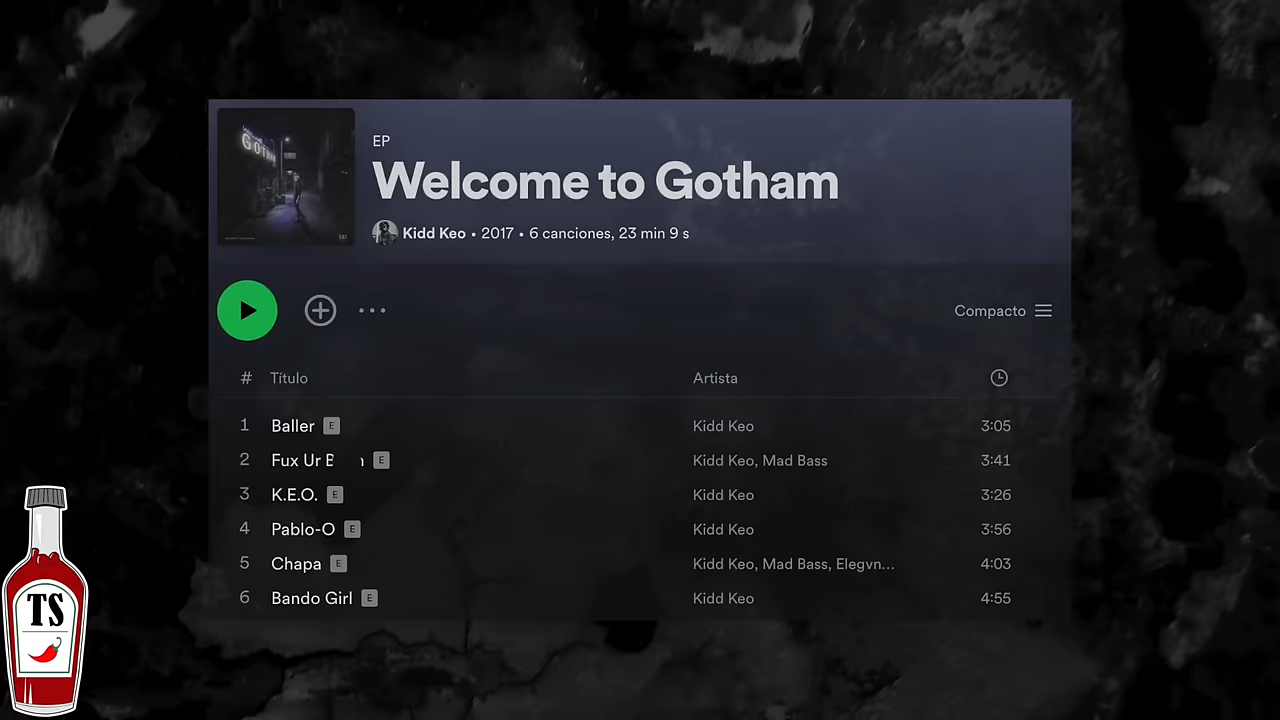 GOTHAM
EP
Welcome to Gotham
Kidd Keo • 2017 • 6 canciones, 23 min 9 s
Compacto
# Título Artista
1 Baller E Kidd Keo 3:05
2 Fux Ur E Kidd Keo, Mad Bass 3:41
3 K.E.O. E Kidd Keo 3:26
4 Pablo-O E Kidd Keo 3:56
5 Chapa E Kidd Keo, Mad Bass, Elegvn... 4:03
6 Bando Girl E Kidd Keo 4:55
TS